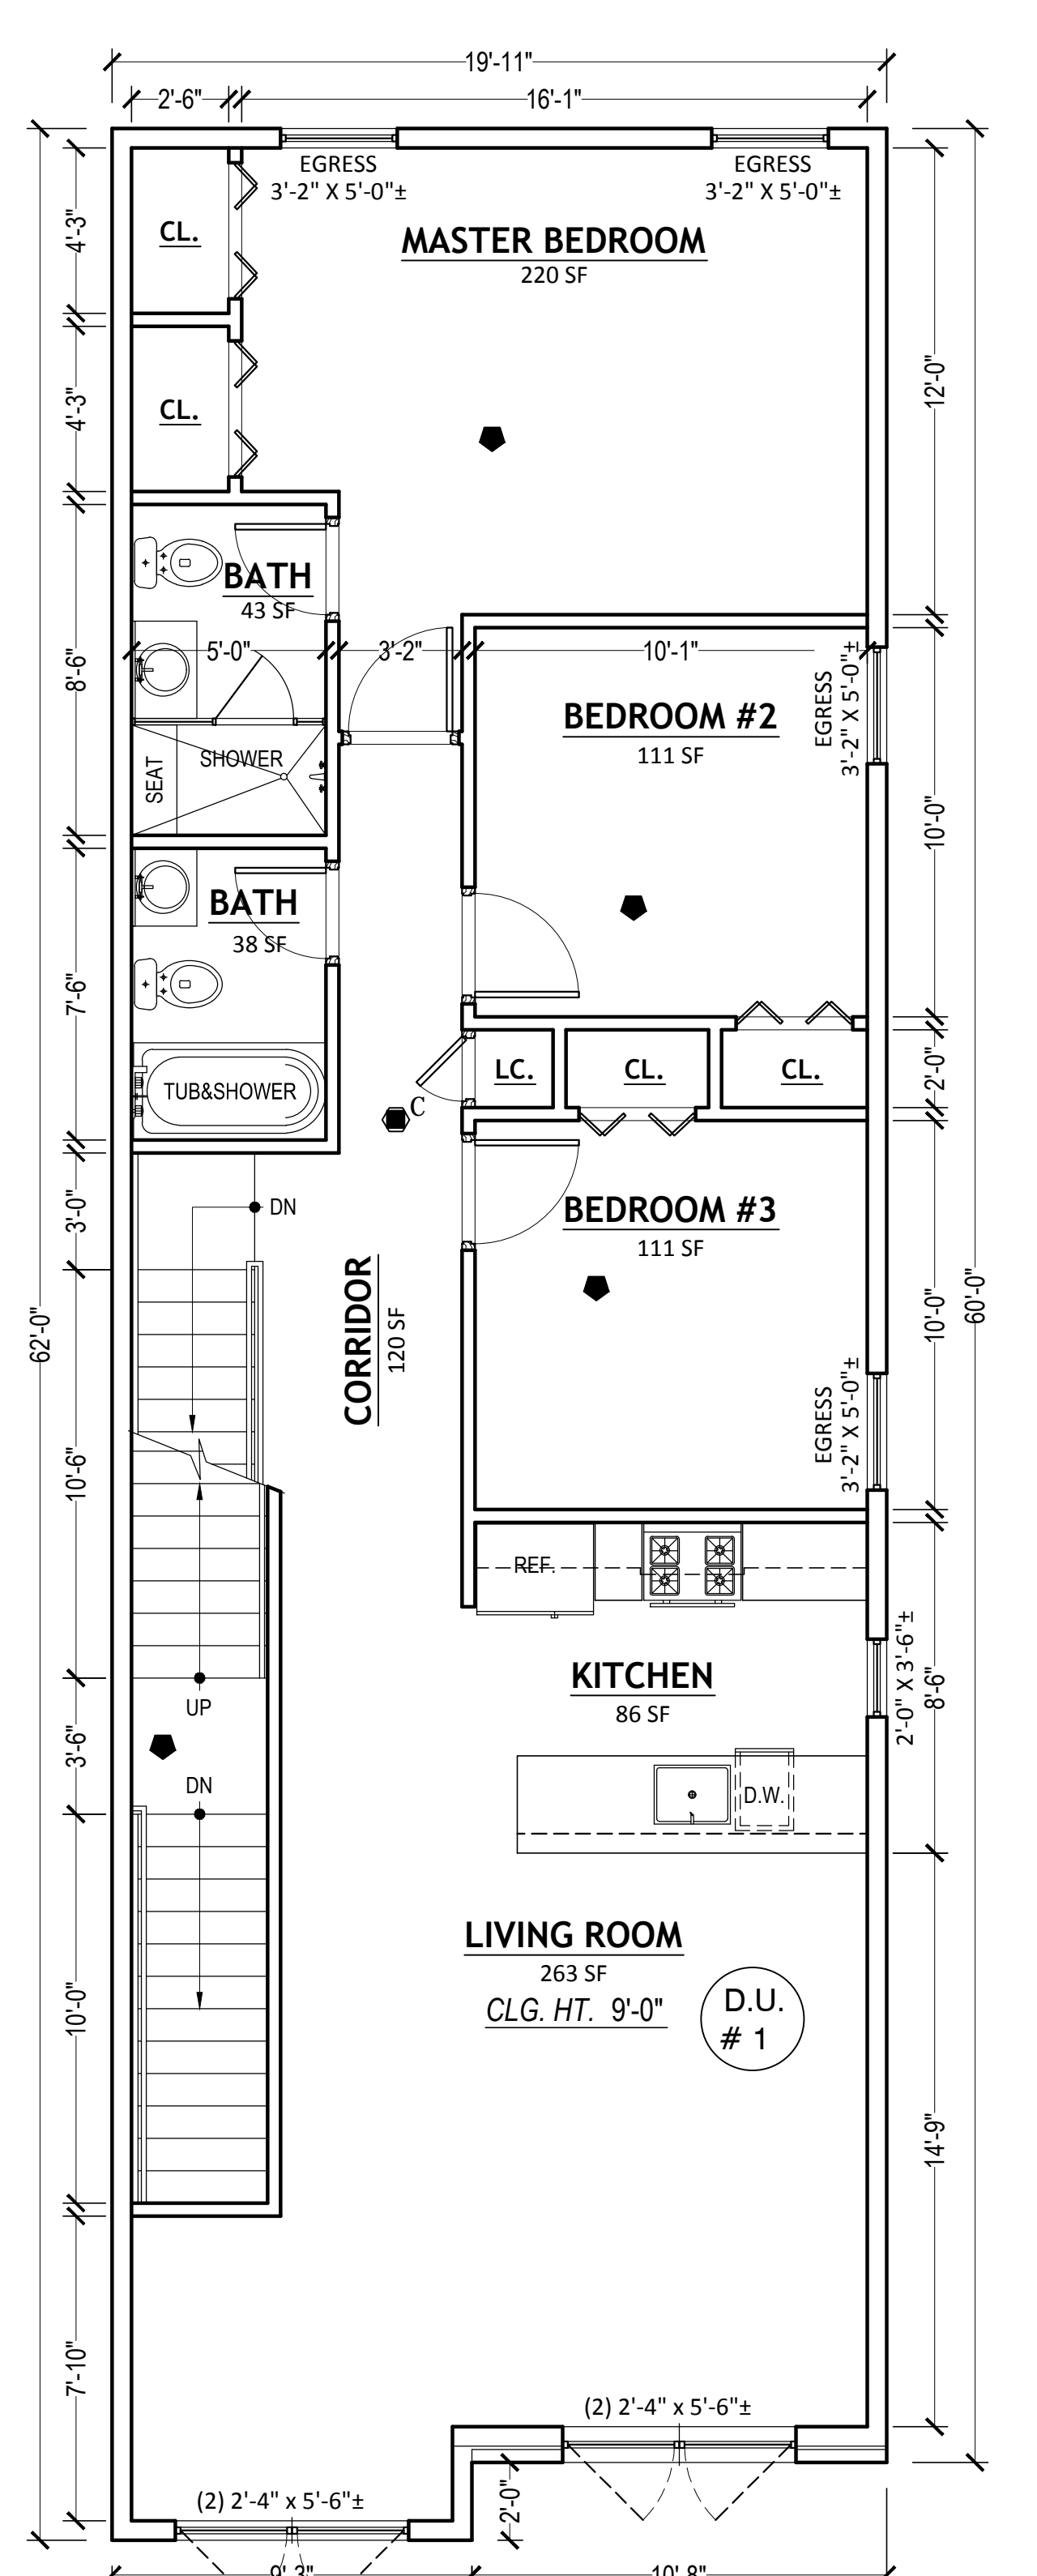 19'-11"
2'-6"
16'-1"
EGRESS
3'-2" X 5'-0"±
EGRESS
3'-2" X 5'-0"±
4'-3"
CL.
MASTER BEDROOM
220 SF
12'-0"
4'-3"
CL.
BATH
43 SF
8'-6"
5'-0"
3'-2"
10'-1"
EGRESS
3'-2" X 5'-0"±
BEDROOM #2
111 SF
SHOWER
SEAT
10'-0"
BATH
38 SF
7'-6"
TUB&SHOWER
LC.
CL.
CL.
2'-0"
C
3'-0"
DN
BEDROOM #3
111 SF
CORRIDOR
120 SF
62'-0"
60'-0"
10'-0"
EGRESS
3'-2" X 5'-0"±
10'-6"
REF.
KITCHEN
86 SF
2'-0" X 3'-6"±
8'-6"
UP
3'-6"
DN
D.W.
LIVING ROOM
263 SF
CLG. HT. 9'-0"
D.U.
# 1
10'-0"
14'-9"
7'-10"
(2) 2'-4" x 5'-6"±
(2) 2'-4" x 5'-6"±
2'-0"
9'-3"
10'-8"